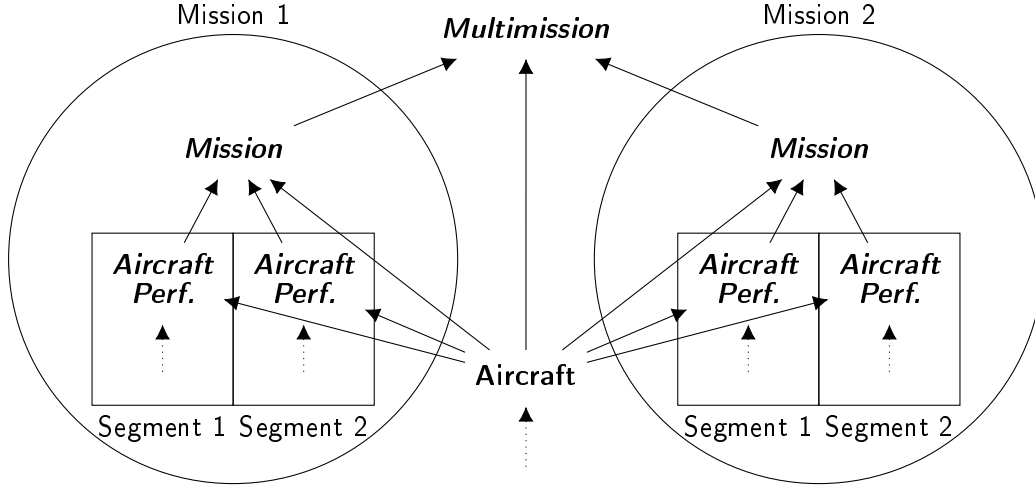 Mission 1
Multimission
Mission 2
Mission
Mission
Aircraft
Perf.
Aircraft
Perf.
Aircraft
Perf.
Aircraft
Perf.
Aircraft
Segment 1
Segment 2
Segment 1
Segment 2